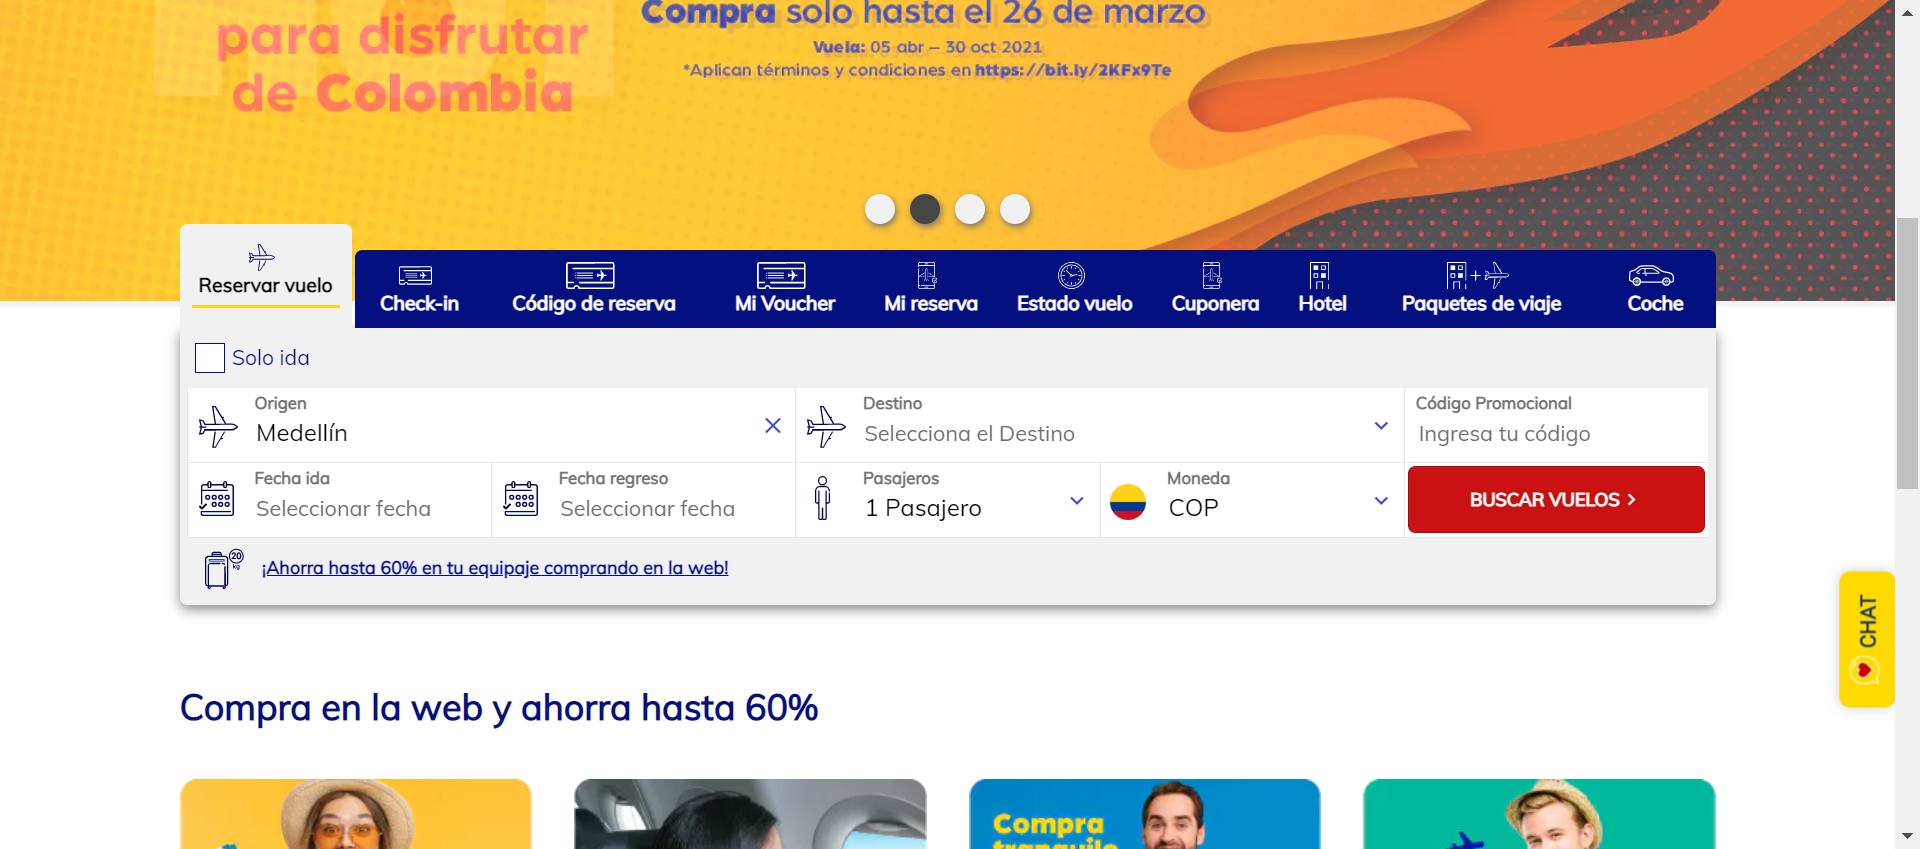 para disfrutar
de Colombia
Compra solo hasta el 26 de marzo
Vuela: 05 abr – 30 oct 2021
*Aplican términos y condiciones en https://bit.ly/2KFx9Te
Reservar vuelo
Check-in
Código de reserva
Mi Voucher
Mi reserva
Estado vuelo
Cuponera
Hotel
Paquetes de viaje
Coche
Solo ida
Origen
Medellín
Destino
Selecciona el Destino
Código Promocional
Ingresa tu código
Fecha ida
Seleccionar fecha
Fecha regreso
Seleccionar fecha
Pasajeros
1 Pasajero
Moneda
COP
BUSCAR VUELOS
20
kg
¡Ahorra hasta 60% en tu equipaje comprando en la web!
CHAT
Compra en la web y ahorra hasta 60%
Compra
tranquilo